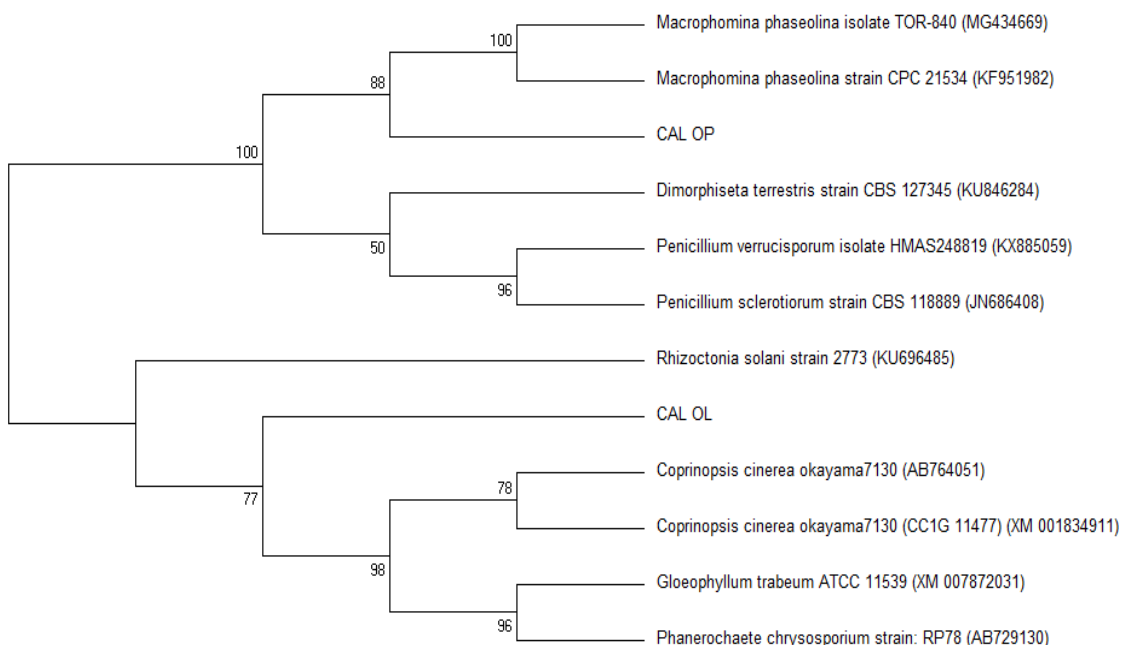 Macrophomina phaseolina isolate TOR-840 (MG434669)
100
Macrophomina phaseolina strain CPC 21534 (KF951982)
88
CAL OP
100
Dimorphiseta terrestris strain CBS 127345 (KU846284)
50
Penicillium verrucisporum isolate HMAS248819 (KX885059)
96
Penicillium sclerotiorum strain CBS 118889 (JN686408)
Rhizoctonia solani strain 2773 (KU696485)
CAL OL
77
Coprinopsis cinerea okayama7130 (AB764051)
78
Coprinopsis cinerea okayama7130 (CC1G 11477) (XM 001834911)
98
Gloeophyllum trabeum ATCC 11539 (XM 007872031)
96
Phanerochaete chrysosporium strain: RP78 (AB729130)